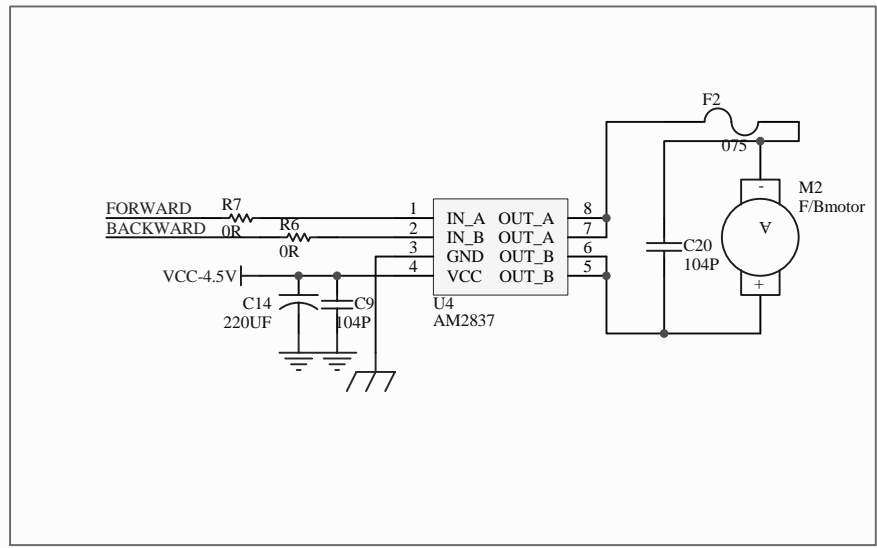 F2
075
M2
F/Bmotor
-
A
+
C20
104P
FORWARD
BACKWARD
R7
0R
R6
0R
VCC-4.5V
C14
220UF
C9
104P
1 IN_A OUT_A 8
2 IN_B OUT_A 7
3 GND OUT_B 6
4 VCC OUT_B 5
U4
AM2837